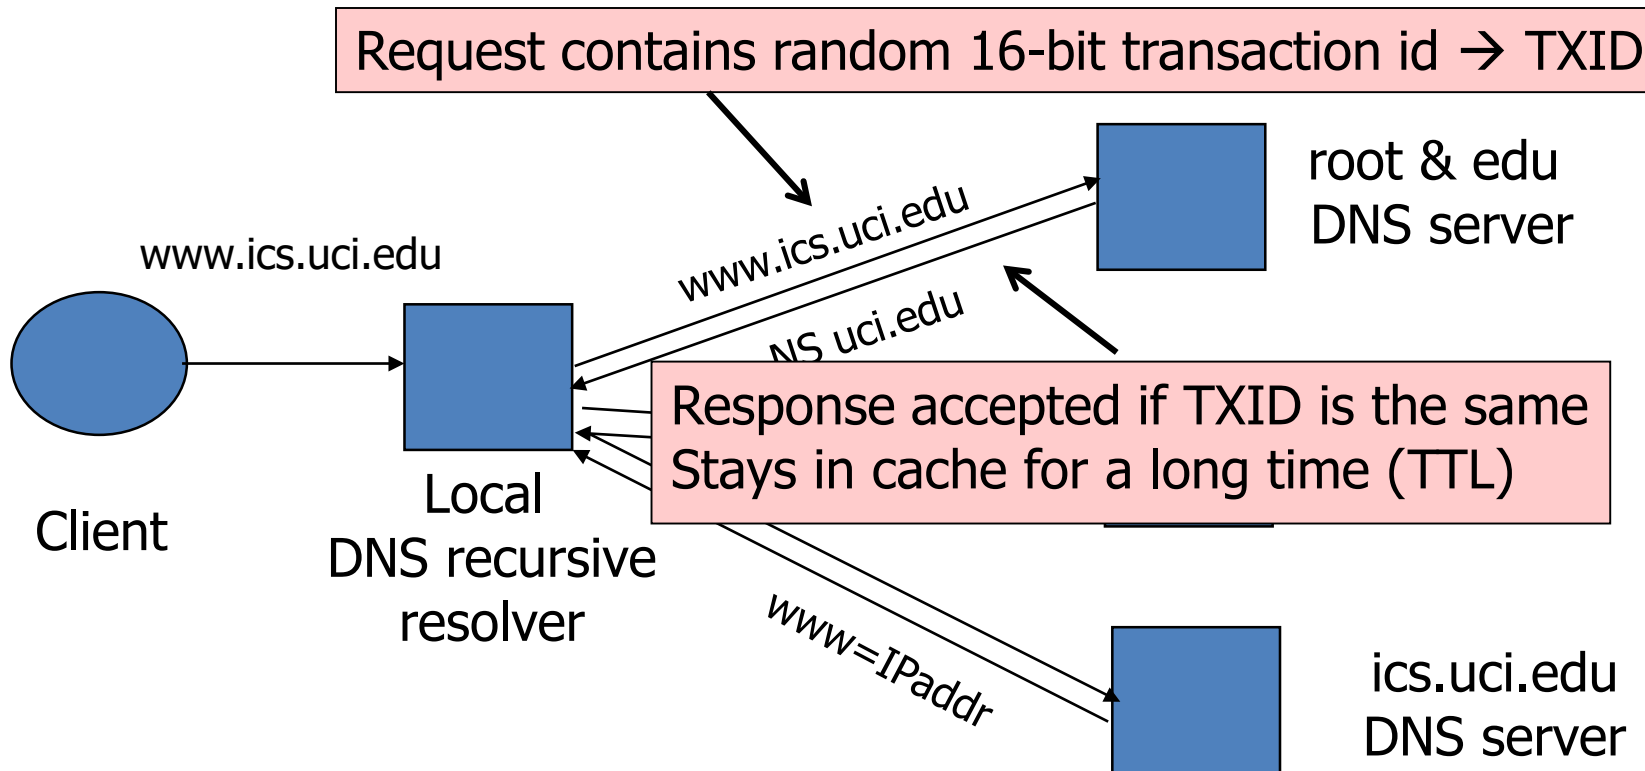 Request contains random 16-bit transaction id → TXID
root & edu
DNS server
www.ics.uci.edu
www.ics.uci.edu
NS uci.edu
Response accepted if TXID is the same
Stays in cache for a long time (TTL)
Client
Local
DNS recursive
resolver
www=IPaddr
ics.uci.edu
DNS server